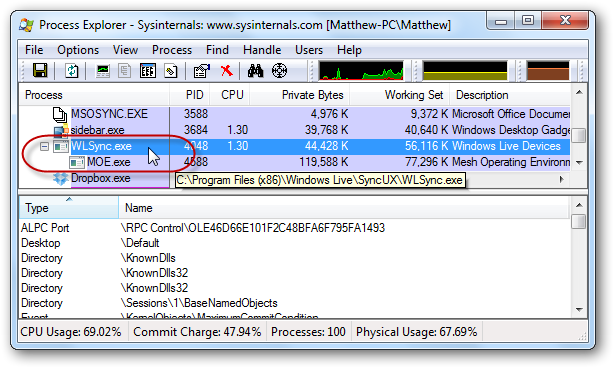 Process Explorer - Sysinternals: www.sysinternals.com [Matthew-PC\Matthew]
File Options View Process Find Handle Users Help
Process PID CPU Private Bytes Working Set Description
MSOSYNC.EXE 3588 4,976 K 9,372 K Microsoft Office Documen
sidebar.exe 3684 1.30 39,768 K 40,640 K Windows Desktop Gadge
WLSync.exe 4048 1.30 44,428 K 56,116 K Windows Live Devices
MOE.exe 4588 119,588 K 77,296 K Mesh Operating Environm
Dropbox.exe
C:\Program Files (x86)\Windows Live\SyncUX\WLSync.exe
Type Name
ALPC Port \RPC Control\OLE46D66E101F2C48BFA6F795FA1493
Desktop \Default
Directory \KnownDlls
Directory \KnownDlls32
Directory \KnownDlls32
Directory \Sessions\1\BaseNamedObjects
Event \KernelObjects\MaximumCommitCondition
CPU Usage: 69.02% Commit Charge: 47.94% Processes: 100 Physical Usage: 67.69%